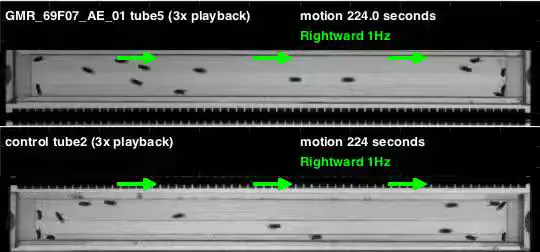 GMR_69F07_AE_01 tube5 (3x playback)
motion 224.0 seconds
Rightward 1Hz
control tube2 (3x playback)
motion 224 seconds
Rightward 1Hz